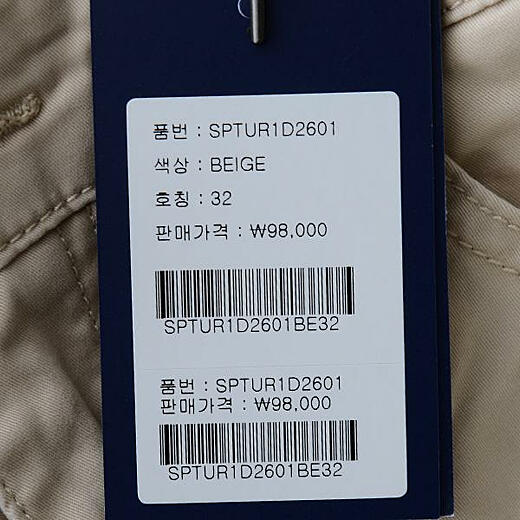 품번 : SPTUR1D2601
색상 : BEIGE
호칭 : 32
판매가격 : ₩98,000
SPTUR1D2601BE32
품번 : SPTUR1D2601
판매가격 : ₩98,000
SPTUR1D2601BE32